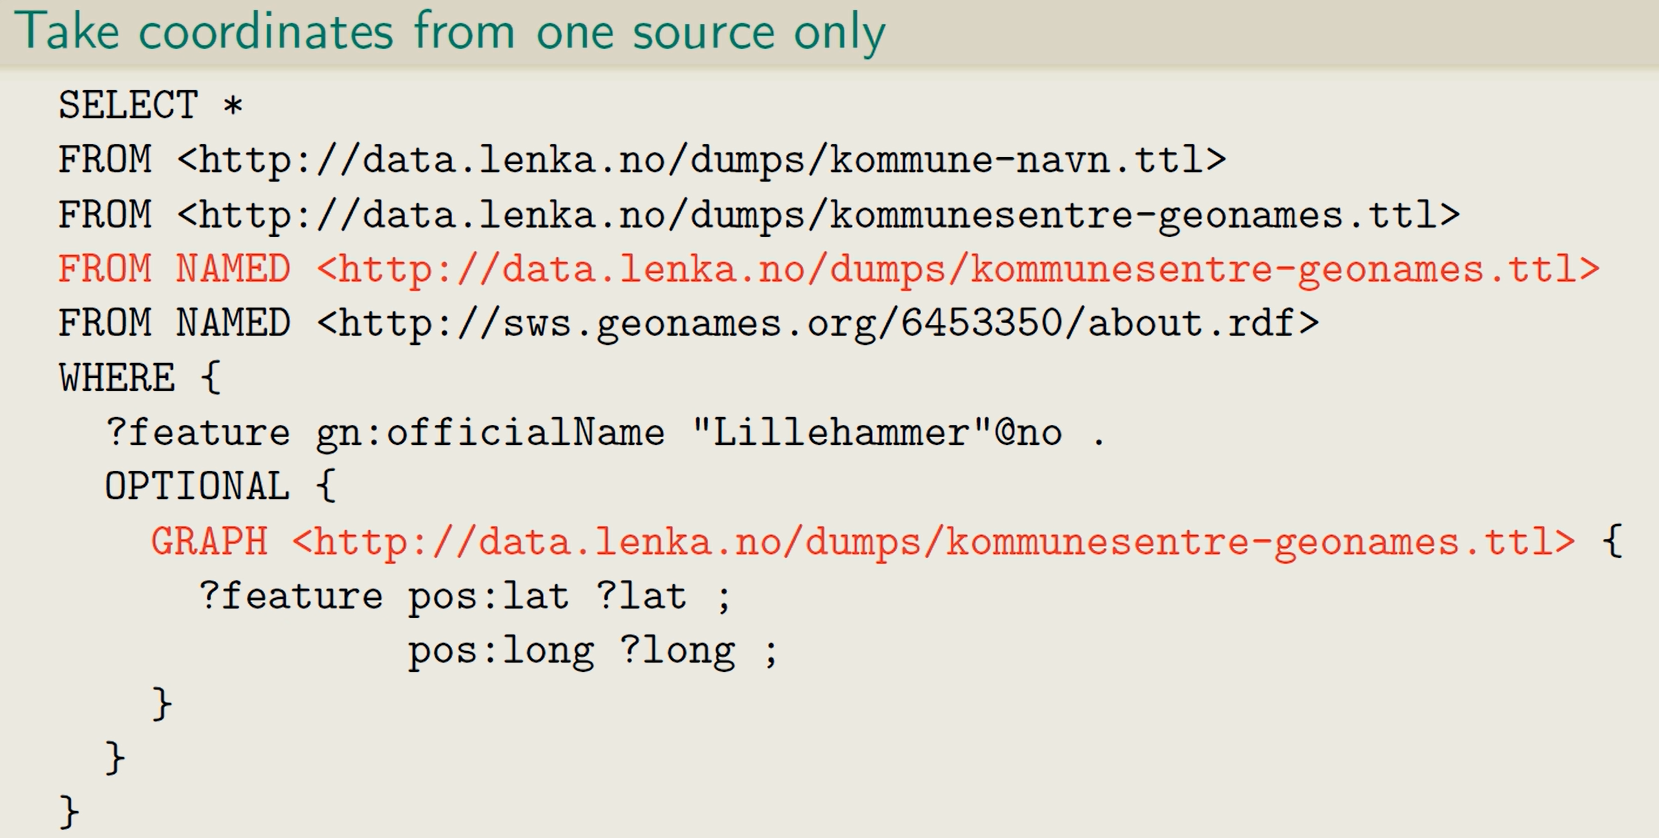 Take coordinates from one source only
SELECT *
FROM <http://data.lenka.no/dumps/kommune-navn.ttl>
FROM <http://data.lenka.no/dumps/kommunesentre-geonames.ttl>
FROM NAMED <http://data.lenka.no/dumps/kommunesentre-geonames.ttl>
FROM NAMED <http://sws.geonames.org/6453350/about.rdf>
WHERE {
?feature gn:officialName "Lillehammer"@no .
OPTIONAL {
GRAPH <http://data.lenka.no/dumps/kommunesentre-geonames.ttl> {
?feature pos:lat ?lat ;
pos:long ?long ;
}
}
}